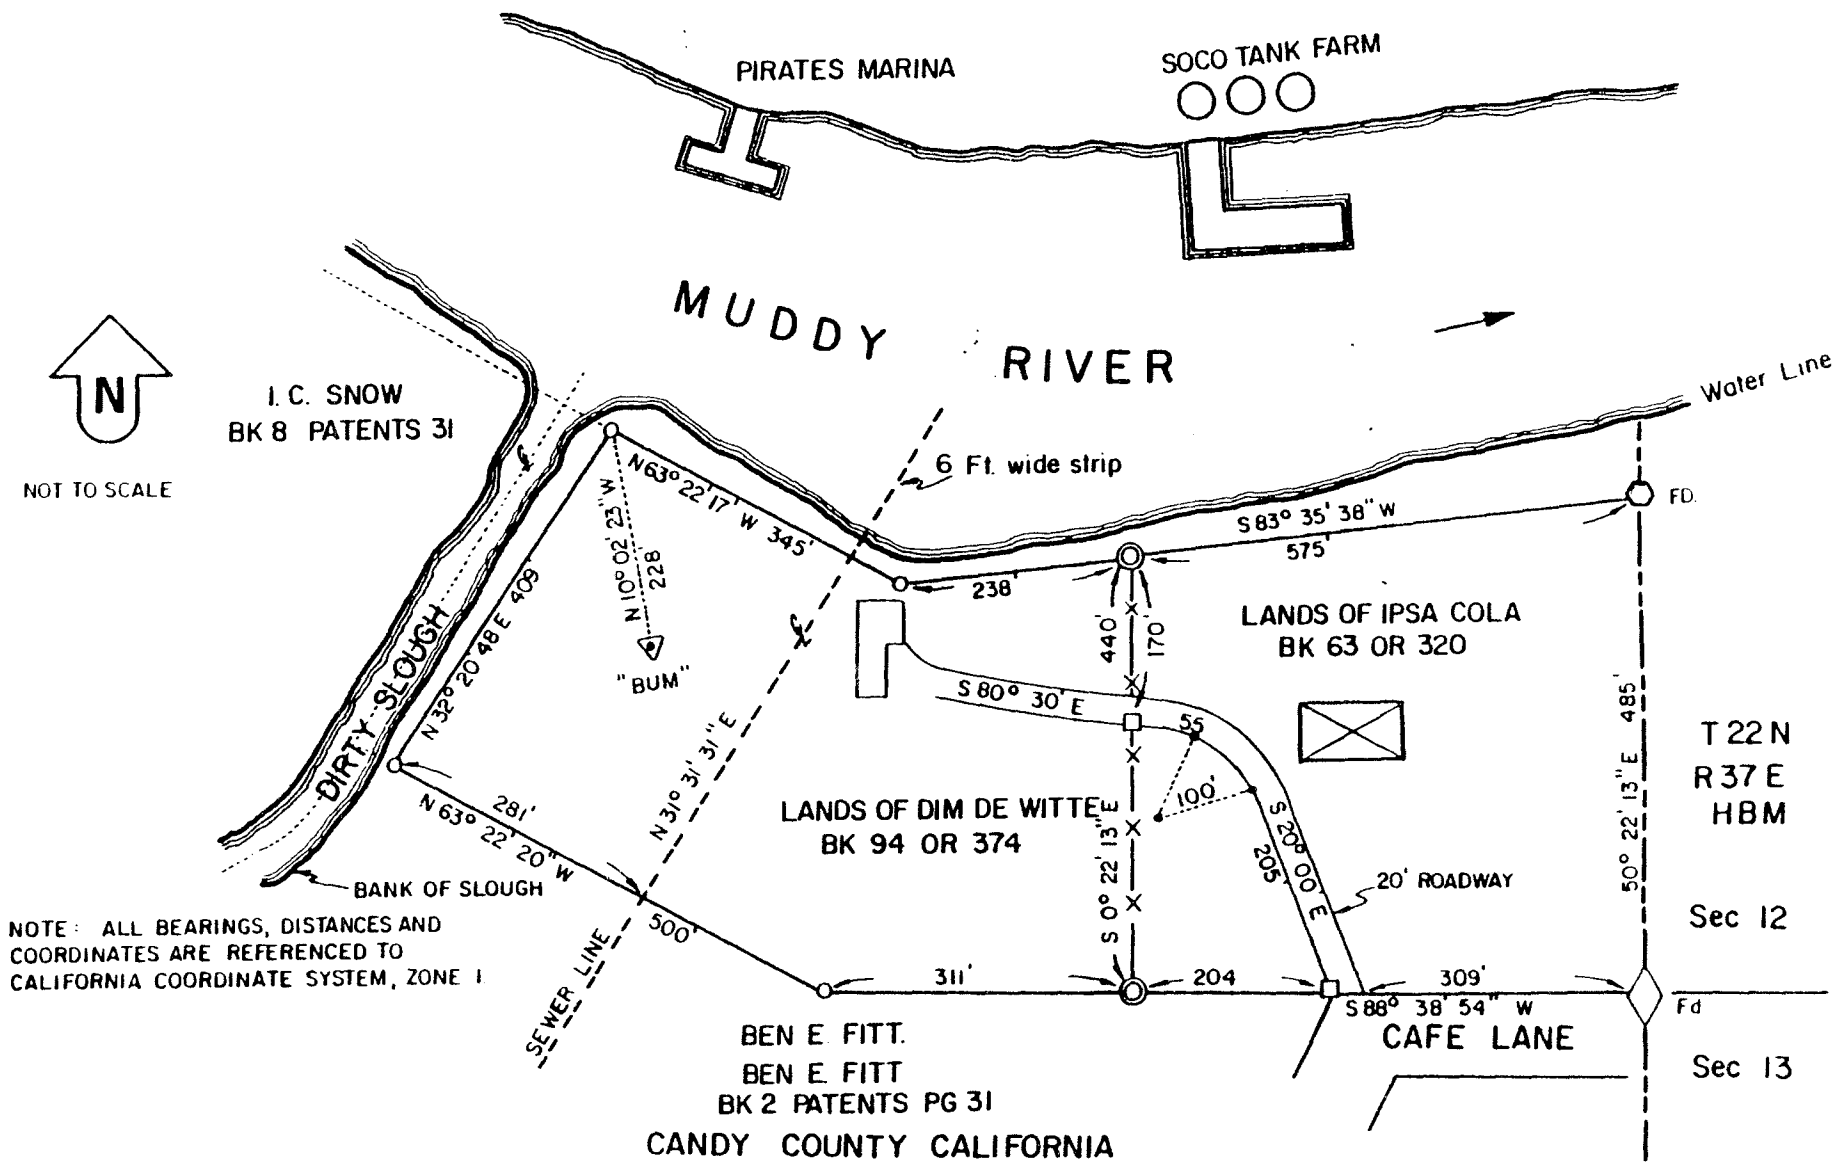 PIRATES MARINA
SOCO TANK FARM
MUDDY RIVER
Water Line
N
NOT TO SCALE
I. C. SNOW
BK 8 PATENTS 31
6 Ft. wide strip
N 63° 22' 17' W 345'
N 10° 02' 23" W
228'
"BUM"
N 32° 20' 48 E 409'
DIRTY SLOUGH
S 83° 35' 38" W
575'
FD.
238'
440'
170'
LANDS OF IPSA COLA
BK 63 OR 320
S 80° 30' E
55
100'
N 31° 31' 31" E
281'
N 63° 22' 20" W
500'
LANDS OF DIM DE WITTE
BK 94 OR 374
S 0° 22' 13" E
S 20° 00' E
205'
20' ROADWAY
50° 22' 13" E 485'
T 22 N
R 37 E
HBM
Sec 12
BANK OF SLOUGH
NOTE: ALL BEARINGS, DISTANCES AND
COORDINATES ARE REFERENCED TO
CALIFORNIA COORDINATE SYSTEM, ZONE 1
SEWER LINE
311'
204
309'
S 88° 38' 54" W
Fd
CAFE LANE
Sec 13
BEN E. FITT.
BEN E. FITT
BK 2 PATENTS PG 31
CANDY COUNTY CALIFORNIA